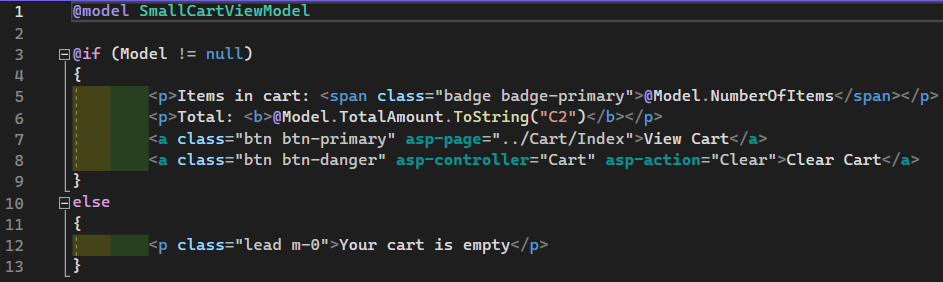 1 @model SmallCartViewModel
2
3 @if (Model != null)
4 {
5 <p>Items in cart: <span class="badge badge-primary">@Model.NumberOfItems</span></p>
6 <p>Total: <b>@Model.TotalAmount.ToString("C2")</b></p>
7 <a class="btn btn-primary" asp-page="../Cart/Index">View Cart</a>
8 <a class="btn btn-danger" asp-controller="Cart" asp-action="Clear">Clear Cart</a>
9 }
10 else
11 {
12 <p class="lead m-0">Your cart is empty</p>
13 }